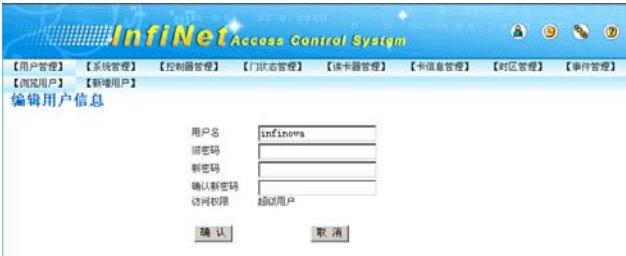 InfiNet Access Control System
【用户管理】 【系统管理】 【控制器管理】 【门状态管理】 【读卡器管理】 【卡信息管理】 【时区管理】 【事件管理】
【浏览用户】 【新增用户】
编辑用户信息
用户名 infinova
旧密码
新密码
确认新密码
访问权限 超级用户
确 认 取 消